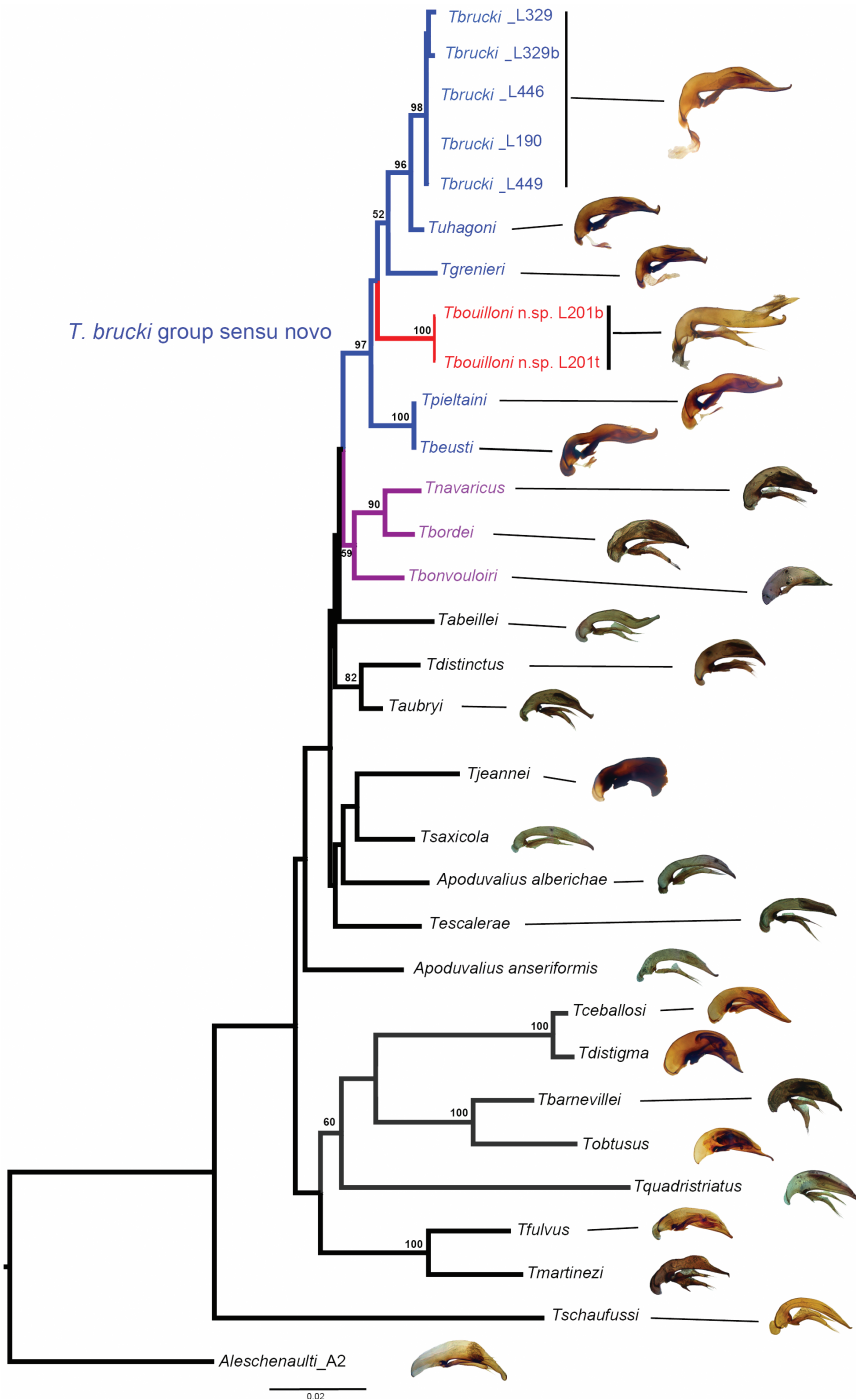 Tbrucki _L329
Tbrucki _L329b
Tbrucki _L446
98
Tbrucki _L190
96
Tbrucki _L449
52
Tuhagoni
Tgrenieri
Tbouilloni n.sp. L201b
T. brucki group sensu novo
100
97
Tbouilloni n.sp. L201t
Tpieltaini
100
Tbeusti
Tnavaricus
90
Tbordei
59
Tbonvouloiri
Tabeillei
Tdistinctus
82
Taubryi
Tjeannei
Tsaxicola
Apoduvalius alberichae
Tescalerae
Apoduvalius anseriformis
Tceballosi
100
Tdistigma
Tbarnevillei
100
60
Tobtusus
Tquadristriatus
Tfulvus
100
Tmartinezi
Tschaufussi
Aleschenaulti_A2
0.02